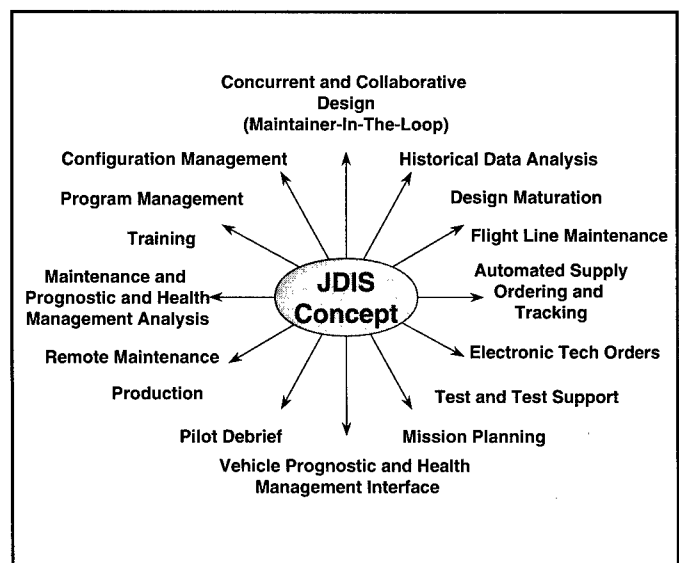 Concurrent and Collaborative
Design
(Maintainer-In-The-Loop)
Configuration Management
Historical Data Analysis
Program Management
Design Maturation
Training
Flight Line Maintenance
Maintenance and
Prognostic and Health
Management Analysis
JDIS
Concept
Automated Supply
Ordering and
Tracking
Remote Maintenance
Electronic Tech Orders
Production
Test and Test Support
Pilot Debrief
Mission Planning
Vehicle Prognostic and Health
Management Interface